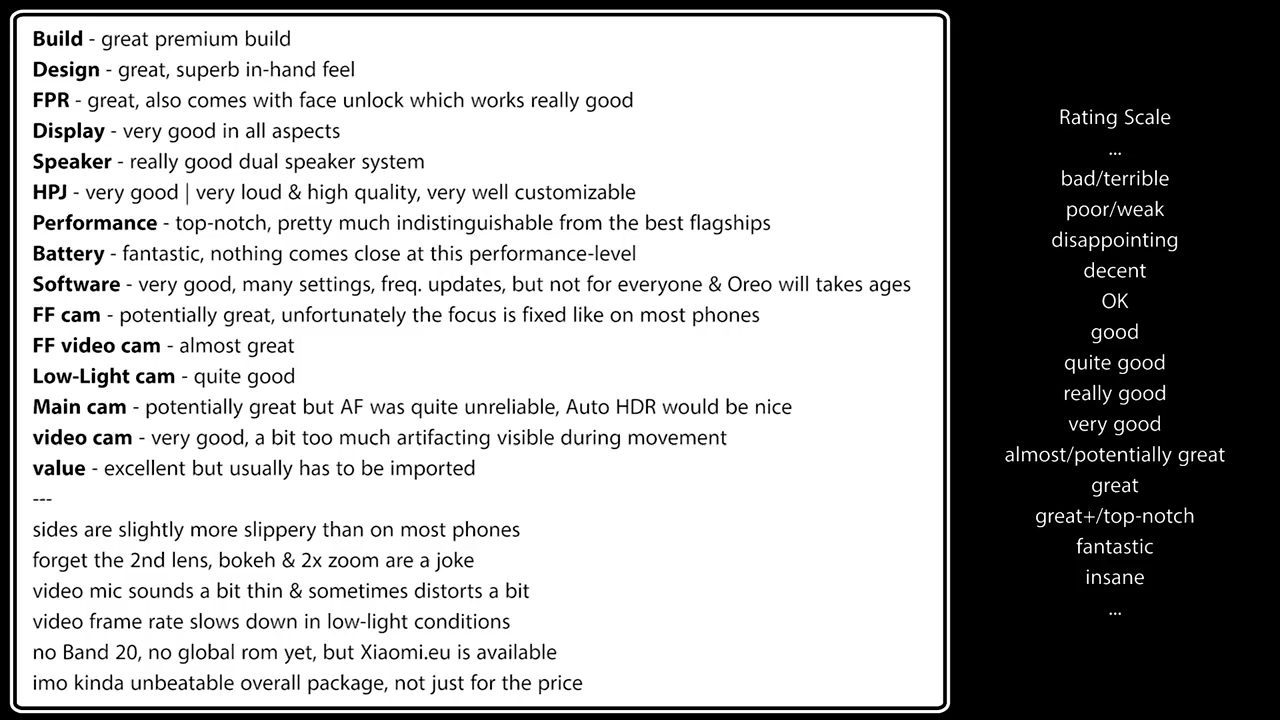 Build - great premium build
Design - great, superb in-hand feel
FPR - great, also comes with face unlock which works really good
Display - very good in all aspects
Speaker - really good dual speaker system
HPJ - very good | very loud & high quality, very well customizable
Performance - top-notch, pretty much indistinguishable from the best flagships
Battery - fantastic, nothing comes close at this performance-level
Software - very good, many settings, freq. updates, but not for everyone & Oreo will takes ages
FF cam - potentially great, unfortunately the focus is fixed like on most phones
FF video cam - almost great
Low-Light cam - quite good
Main cam - potentially great but AF was quite unreliable, Auto HDR would be nice
video cam - very good, a bit too much artifacting visible during movement
value - excellent but usually has to be imported
---
sides are slightly more slippery than on most phones
forget the 2nd lens, bokeh & 2x zoom are a joke
video mic sounds a bit thin & sometimes distorts a bit
video frame rate slows down in low-light conditions
no Band 20, no global rom yet, but Xiaomi.eu is available
imo kinda unbeatable overall package, not just for the price
Rating Scale
...
bad/terrible
poor/weak
disappointing
decent
OK
good
quite good
really good
very good
almost/potentially great
great
great+/top-notch
fantastic
insane
...